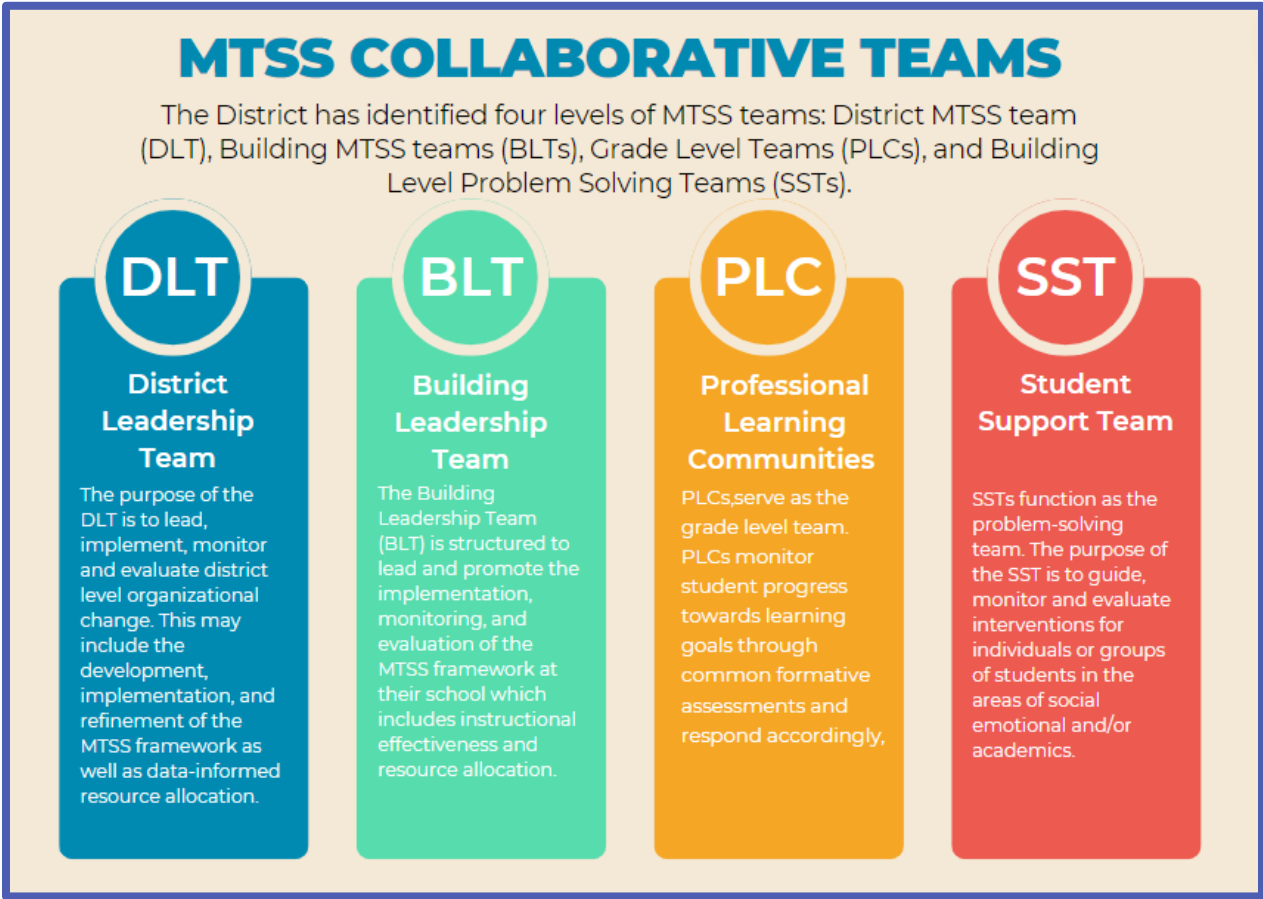 MTSS COLLABORATIVE TEAMS
The District has identified four levels of MTSS teams: District MTSS team
(DLT), Building MTSS teams (BLTs), Grade Level Teams (PLCs), and Building
Level Problem Solving Teams (SSTs).
DLT
District
Leadership
Team
The purpose of the
DLT is to lead,
implement, monitor
and evaluate district
level organizational
change. This may
include the
development,
implementation, and
refinement of the
MTSS framework as
well as data-informed
resource allocation.
BLT
Building
Leadership
Team
The Building
Leadership Team
(BLT) is structured to
lead and promote the
implementation,
monitoring, and
evaluation of the
MTSS framework at
their school which
includes instructional
effectiveness and
resource allocation.
PLC
Professional
Learning
Communities
PLCs,serve as the
grade level team.
PLCs monitor
student progress
towards learning
goals through
common formative
assessments and
respond accordingly,
SST
Student
Support Team
SSTs function as the
problem-solving
team. The purpose of
the SST is to guide,
monitor and evaluate
interventions for
individuals or groups
of students in the
areas of social
emotional and/or
academics.